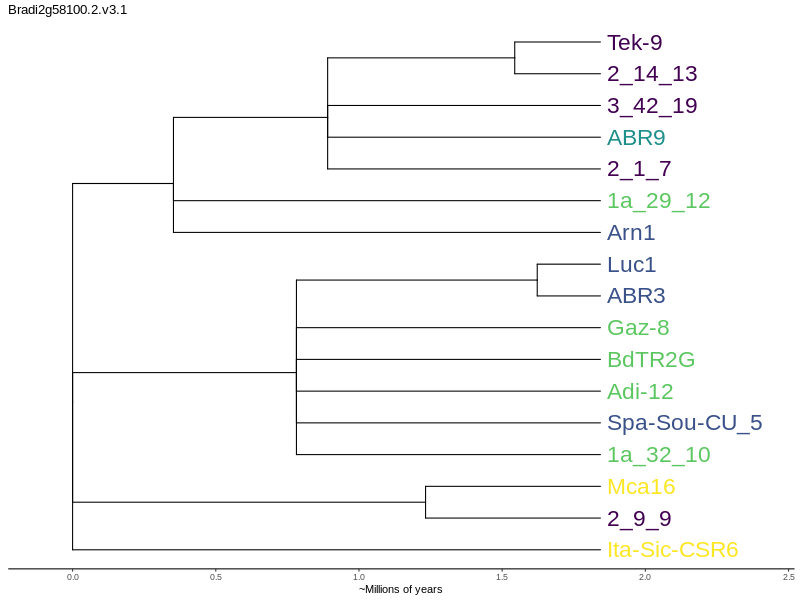 Bradi2g58100.2.v3.1
Tek-9
2_14_13
3_42_19
ABR9
2_1_7
1a_29_12
Arn1
Luc1
ABR3
Gaz-8
BdTR2G
Adi-12
Spa-Sou-CU_5
1a_32_10
Mca16
2_9_9
Ita-Sic-CSR6
0.0 0.5 1.0 1.5 2.0 2.5
~Millions of years